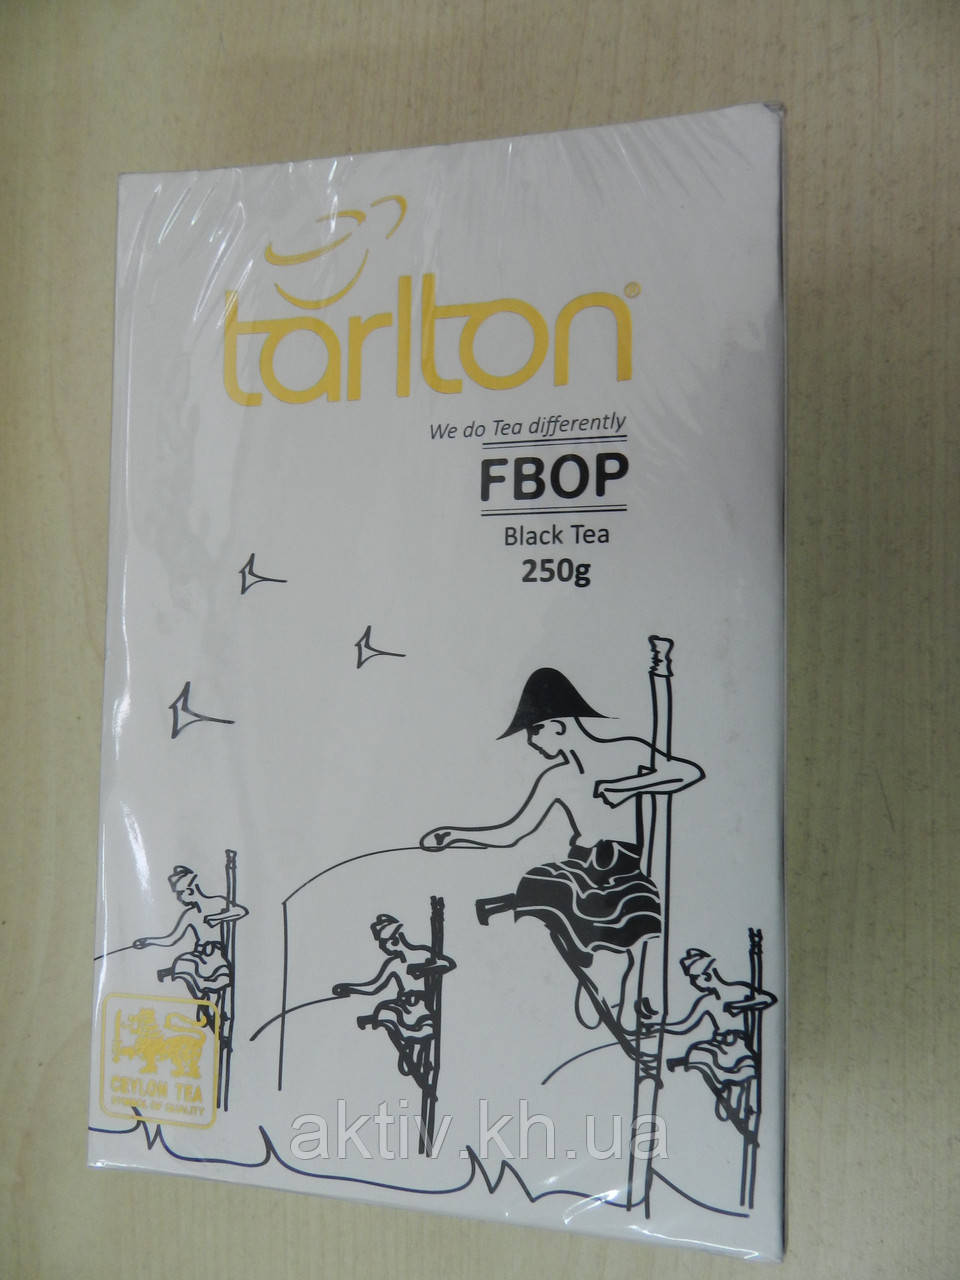 tarlton®
We do Tea differently
FBOP
Black Tea
250g
CEYLON TEA
SYMBOL OF QUALITY
aktiv.kh.ua